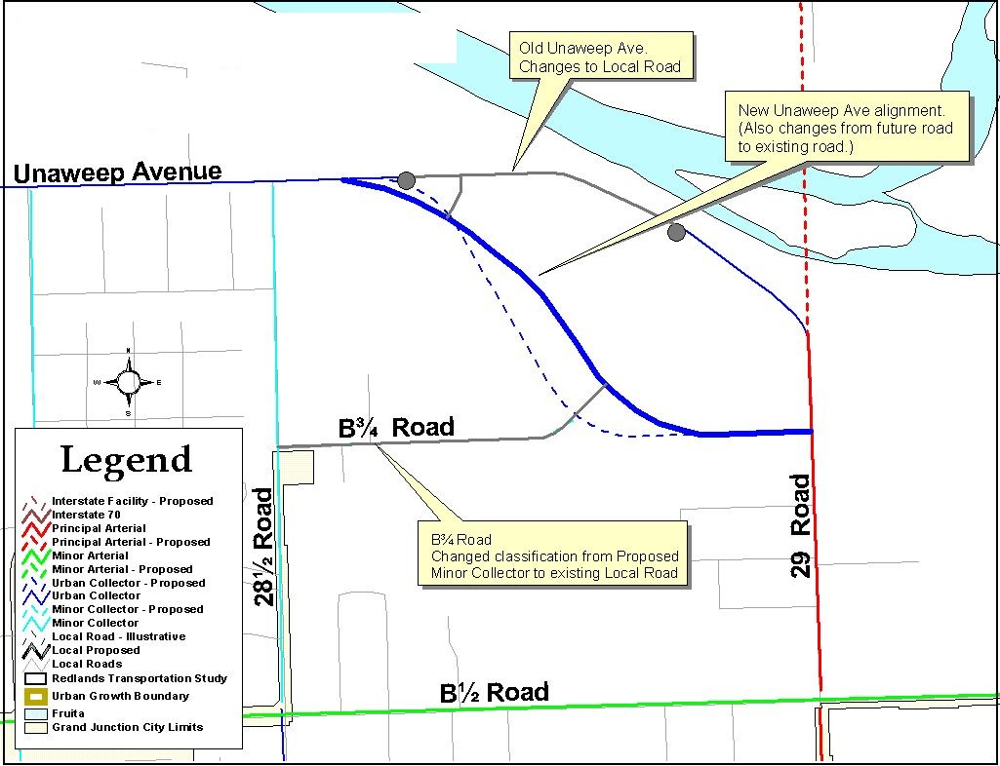 Old Unaweep Ave.
Changes to Local Road
New Unaweep Ave alignment.
(Also changes from future road
to existing road.)
Unaweep Avenue
N
W
E
S
B¾ Road
Legend
Interstate Facility - Proposed
Interstate 70
Principal Arterial
Principal Arterial - Proposed
Minor Arterial
Minor Arterial - Proposed
Urban Collector - Proposed
Urban Collector
Minor Collector - Proposed
Minor Collector
Local Road - Illustrative
Local Proposed
Local Roads
Redlands Transportation Study
Urban Growth Boundary
Fruita
Grand Junction City Limits
28½ Road
B¾ Road
Changed classification from Proposed
Minor Collector to existing Local Road
29 Road
B½ Road